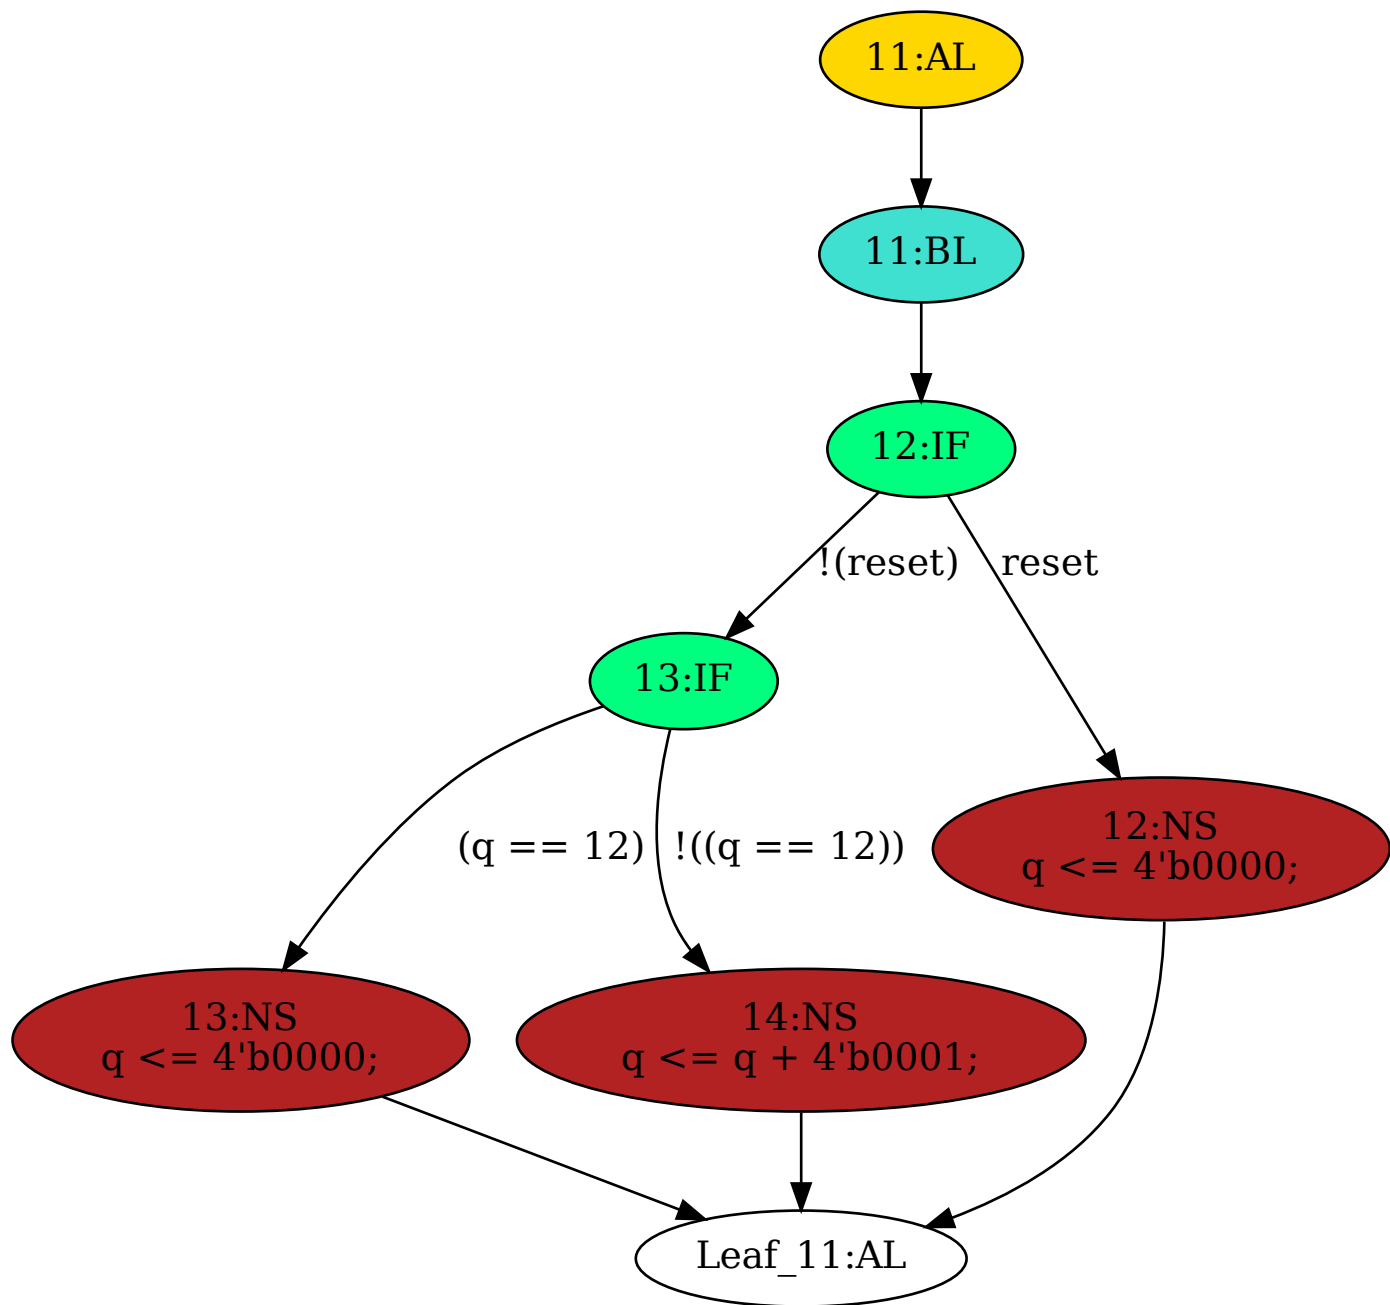 11:AL
11:BL
12:IF
!(reset)
reset
13:IF
(q == 12)
!((q == 12))
12:NS
q <= 4'b0000;
13:NS
q <= 4'b0000;
14:NS
q <= q + 4'b0001;
Leaf_11:AL